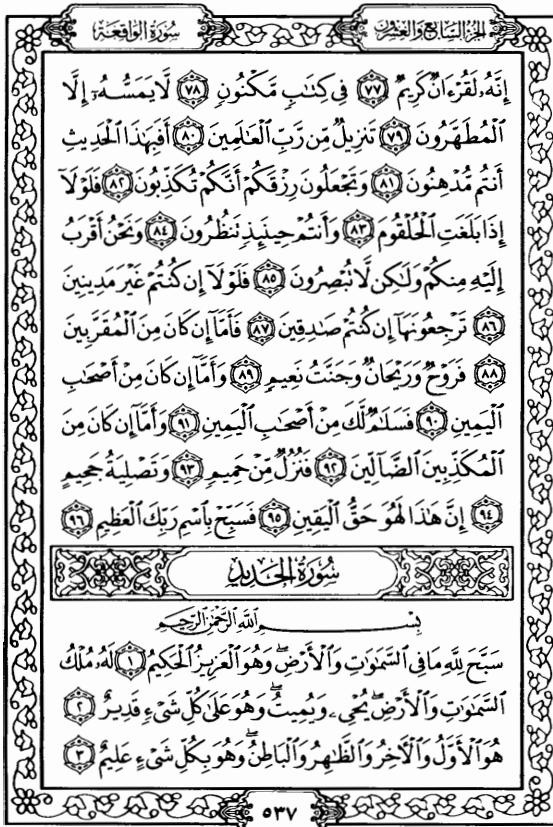 الجزء السابع والعشرون
سورة الواقعة
إِنَّهُۥ لَقُرْءَانٌ كَرِيمٌ ٧٧ فِى كِتَٰبٍ مَّكْنُونٍ ٧٨ لَّا يَمَسُّهُۥٓ إِلَّا
ٱلْمُطَهَّرُونَ ٧٩ تَنزِيلٌ مِّن رَّبِّ ٱلْعَٰلَمِينَ ٨٠ أَفَبِهَٰذَا ٱلْحَدِيثِ
أَنتُم مُّدْهِنُونَ ٨١ وَتَجْعَلُونَ رِزْقَكُمْ أَنَّكُمْ تُكَذِّبُونَ ٨٢ فَلَوْلَآ
إِذَا بَلَغَتِ ٱلْحُلْقُومَ ٨٣ وَأَنتُمْ حِينَئِذٍ تَنظُرُونَ ٨٤ وَنَحْنُ أَقْرَبُ
إِلَيْهِ مِنكُمْ وَلَٰكِن لَّا تُبْصِرُونَ ٨٥ فَلَوْلَآ إِن كُنتُمْ غَيْرَ مَدِينِينَ
٨٦ تَرْجِعُونَهَآ إِن كُنتُمْ صَٰدِقِينَ ٨٧ فَأَمَّآ إِن كَانَ مِنَ ٱلْمُقَرَّبِينَ
٨٨ فَرَوْحٌ وَرَيْحَانٌ وَجَنَّتُ نَعِيمٍ ٨٩ وَأَمَّآ إِن كَانَ مِنْ أَصْحَٰبِ
ٱلْيَمِينِ ٩٠ فَسَلَٰمٌ لَّكَ مِنْ أَصْحَٰبِ ٱلْيَمِينِ ٩١ وَأَمَّآ إِن كَانَ مِنَ
ٱلْمُكَذِّبِينَ ٱلضَّآلِّينَ ٩٢ فَنُزُلٌ مِّنْ حَمِيمٍ ٩٣ وَتَصْلِيَةُ جَحِيمٍ
٩٤ إِنَّ هَٰذَا لَهُوَ حَقُّ ٱلْيَقِينِ ٩٥ فَسَبِّحْ بِٱسْمِ رَبِّكَ ٱلْعَظِيمِ ٩٦
سورة الحديد
بِسْمِ ٱللَّهِ ٱلرَّحْمَٰنِ ٱلرَّحِيمِ
سَبَّحَ لِلَّهِ مَا فِى ٱلسَّمَٰوَٰتِ وَٱلْأَرْضِ ۖ وَهُوَ ٱلْعَزِيزُ ٱلْحَكِيمُ ١ لَهُۥ مُلْكُ
ٱلسَّمَٰوَٰتِ وَٱلْأَرْضِ ۖ يُحْىِۦ وَيُمِيتُ ۖ وَهُوَ عَلَىٰ كُلِّ شَىْءٍ قَدِيرٌ ٢
هُوَ ٱلْأَوَّلُ وَٱلْءَاخِرُ وَٱلظَّٰهِرُ وَٱلْبَاطِنُ ۖ وَهُوَ بِكُلِّ شَىْءٍ عَلِيمٌ ٣
٥٣٧